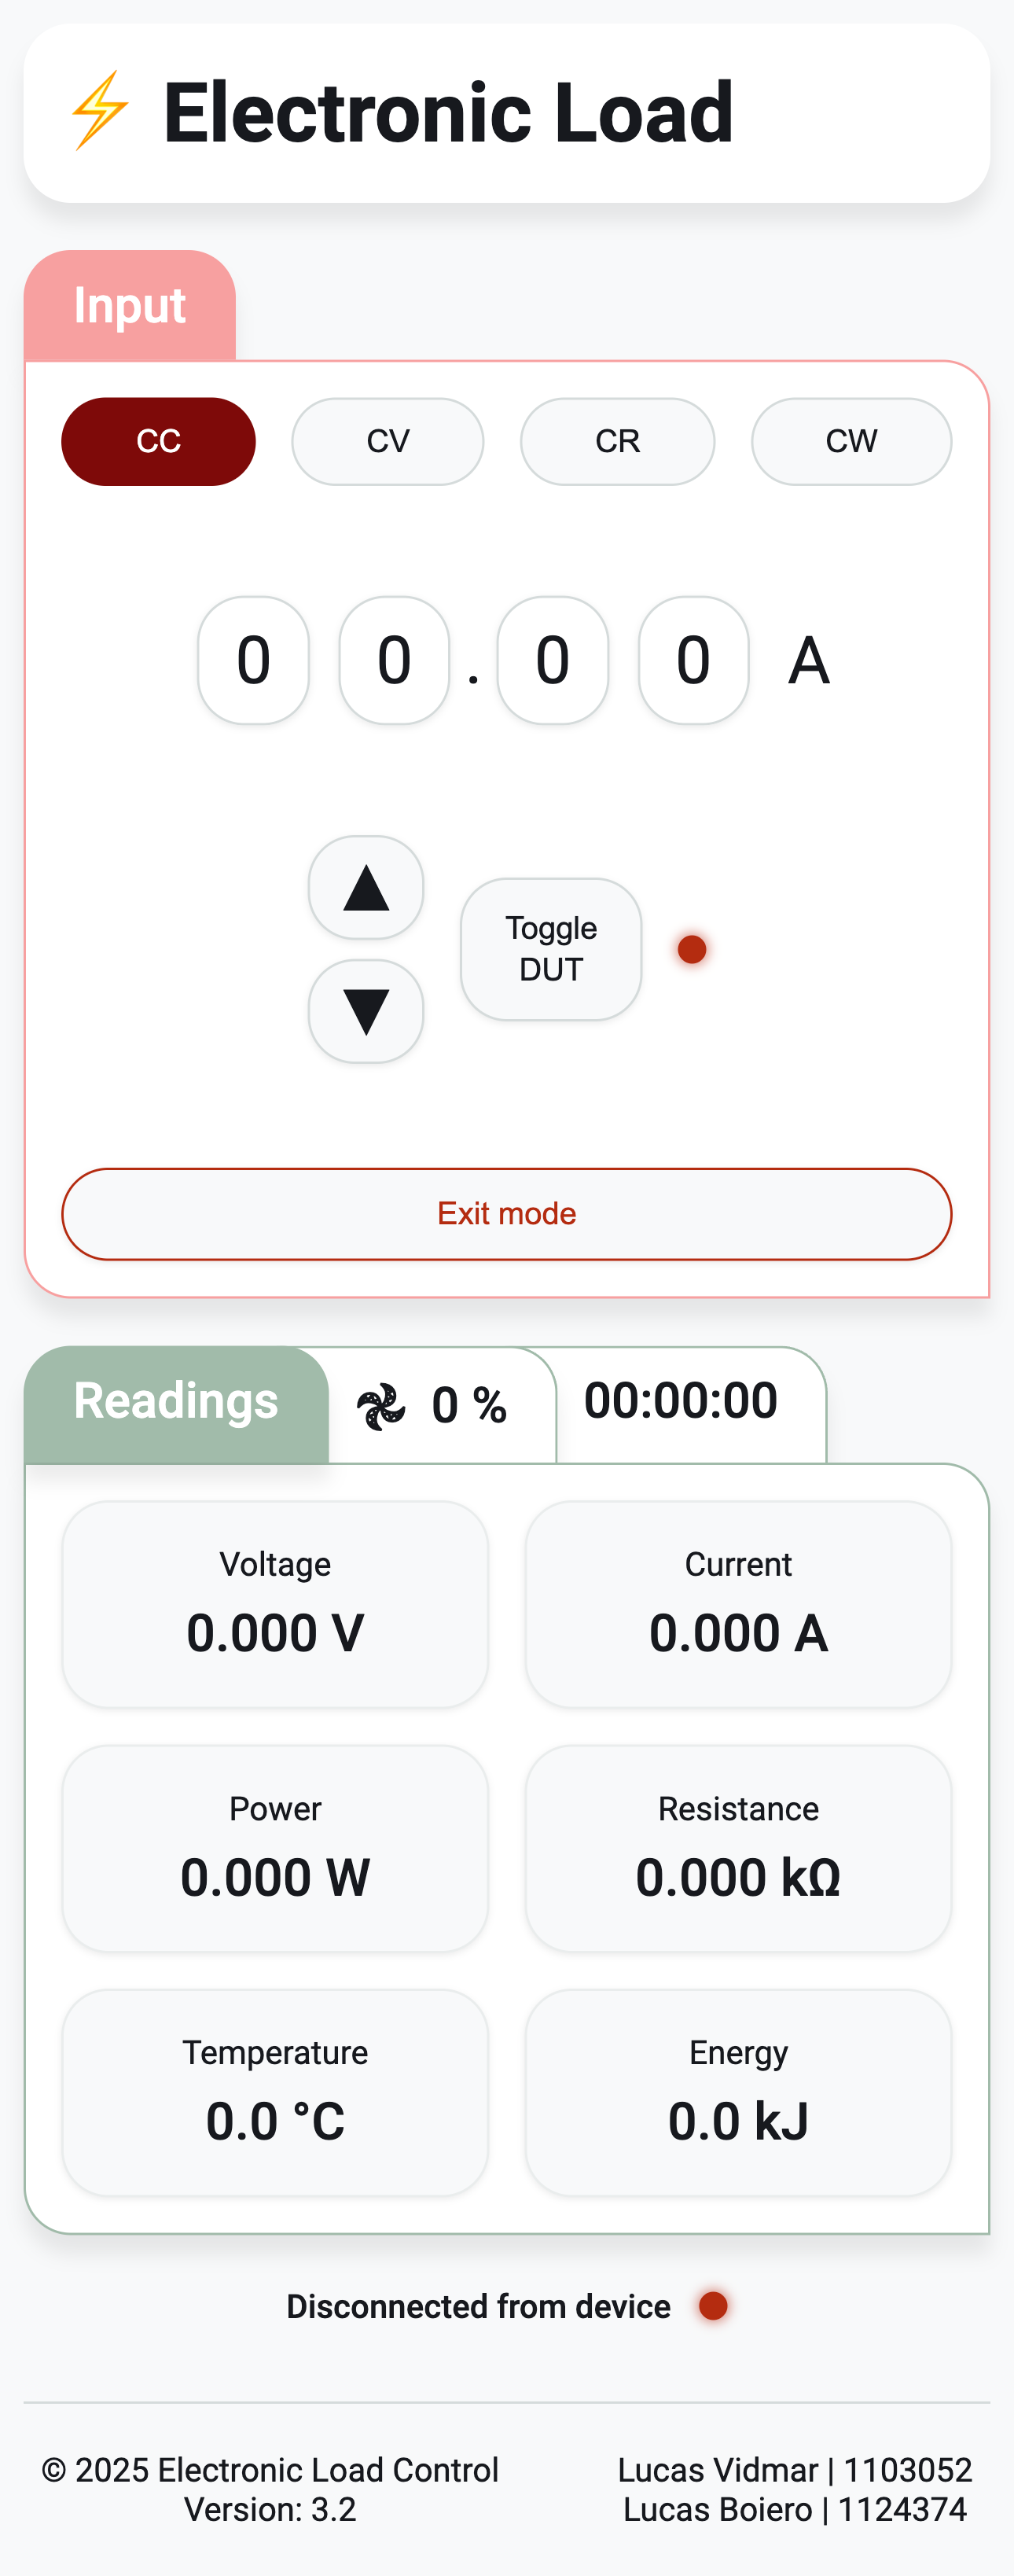 ⚡ Electronic Load
Input
CC CV CR CW
0 0 . 0 0 A
▲
Toggle
DUT
▼
Exit mode
Readings 0 % 00:00:00
Voltage
0.000 V
Current
0.000 A
Power
0.000 W
Resistance
0.000 kΩ
Temperature
0.0 °C
Energy
0.0 kJ
Disconnected from device
© 2025 Electronic Load Control
Version: 3.2
Lucas Vidmar | 1103052
Lucas Boiero | 1124374